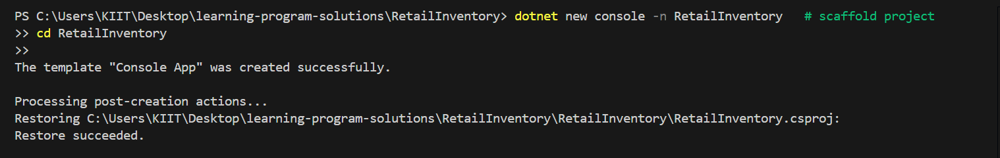 PS C:\Users\KIIT\Desktop\learning-program-solutions\RetailInventory> dotnet new console -n RetailInventory   # scaffold project
>> cd RetailInventory
>>
The template "Console App" was created successfully.
Processing post-creation actions...
Restoring C:\Users\KIIT\Desktop\learning-program-solutions\RetailInventory\RetailInventory\RetailInventory.csproj:
Restore succeeded.